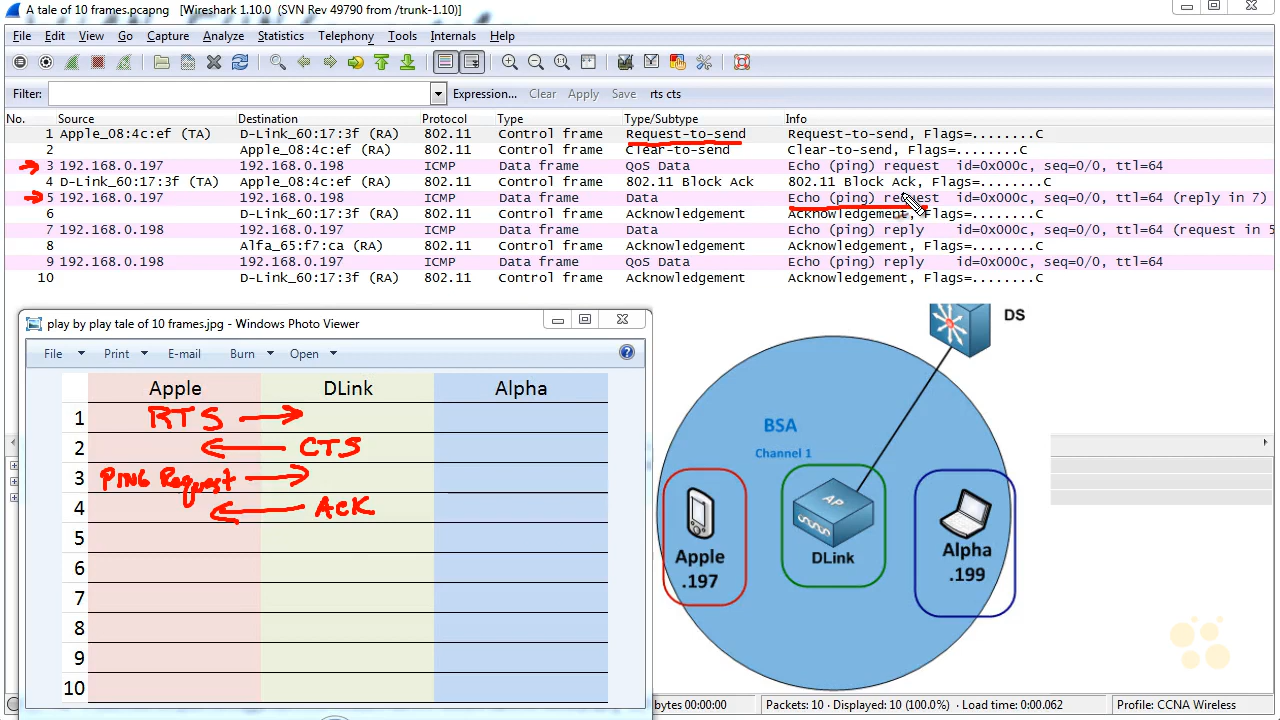 A tale of 10 frames.pcapng [Wireshark 1.10.0 (SVN Rev 49790 from /trunk-1.10)]
File Edit View Go Capture Analyze Statistics Telephony Tools Internals Help
Filter: Expression... Clear Apply Save rts cts
No. Source Destination Protocol Type Type/Subtype Info
1 Apple_08:4c:ef (TA) D-Link_60:17:3f (RA) 802.11 Control frame Request-to-send Request-to-send, Flags=........C
2 Apple_08:4c:ef (RA) 802.11 Control frame Clear-to-send Clear-to-send, Flags=........C
3 192.168.0.197 192.168.0.198 ICMP Data frame QoS Data Echo (ping) request id=0x000c, seq=0/0, ttl=64
4 D-Link_60:17:3f (TA) Apple_08:4c:ef (RA) 802.11 Control frame 802.11 Block Ack 802.11 Block Ack, Flags=........C
5 192.168.0.197 192.168.0.198 ICMP Data frame Data Echo (ping) request id=0x000c, seq=0/0, ttl=64 (reply in 7)
6 D-Link_60:17:3f (RA) 802.11 Control frame Acknowledgement Acknowledgement, Flags=........C
7 192.168.0.198 192.168.0.197 ICMP Data frame Data Echo (ping) reply id=0x000c, seq=0/0, ttl=64 (request in 5
8 Alfa_65:f7:ca (RA) 802.11 Control frame Acknowledgement Acknowledgement, Flags=........C
9 192.168.0.198 192.168.0.197 ICMP Data frame QoS Data Echo (ping) reply id=0x000c, seq=0/0, ttl=64
10 D-Link_60:17:3f (RA) 802.11 Control frame Acknowledgement Acknowledgement, Flags=........C
play by play tale of 10 frames.jpg - Windows Photo Viewer
File Print E-mail Burn Open
Apple DLink Alpha
1 RTS
2 CTS
3 PING Request
4 ACK
5
6
7
8
9
10
DS
BSA
Channel 1
AP
Apple
.197
DLink
Alpha
.199
bytes 00:00:00 Packets: 10 - Displayed: 10 (100.0%) - Load time: 0:00.062 Profile: CCNA Wireless